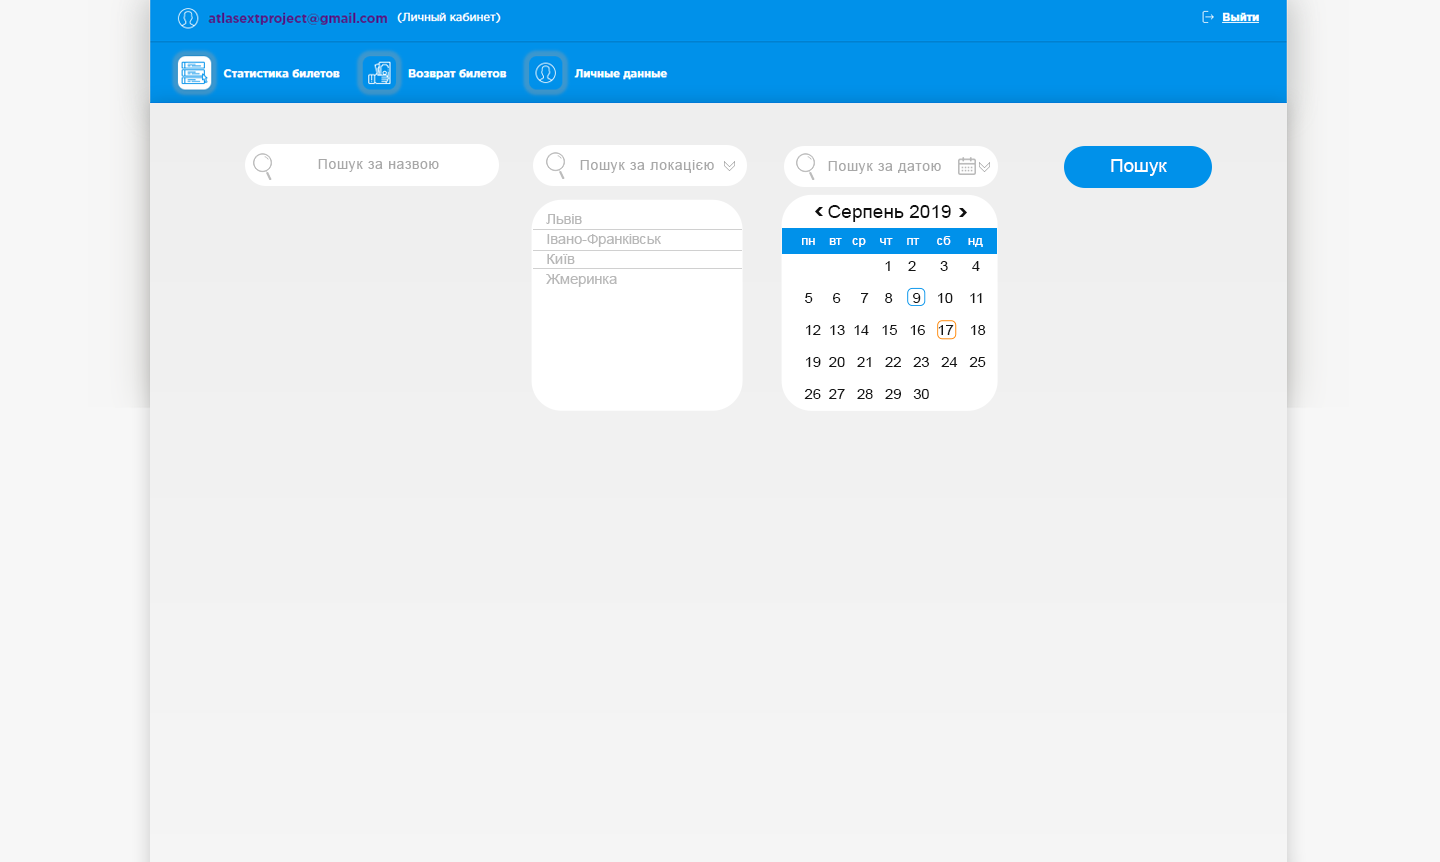 atlasextproject@gmail.com (Личный кабинет) Выйти
Статистика билетов Возврат билетов Личные данные
Пошук за назвою Пошук за локацією Пошук за датою Пошук
Львів
Івано-Франківськ
Київ
Жмеринка
Серпень 2019
пн вт ср чт пт сб нд
1 2 3 4
5 6 7 8 9 10 11
12 13 14 15 16 17 18
19 20 21 22 23 24 25
26 27 28 29 30